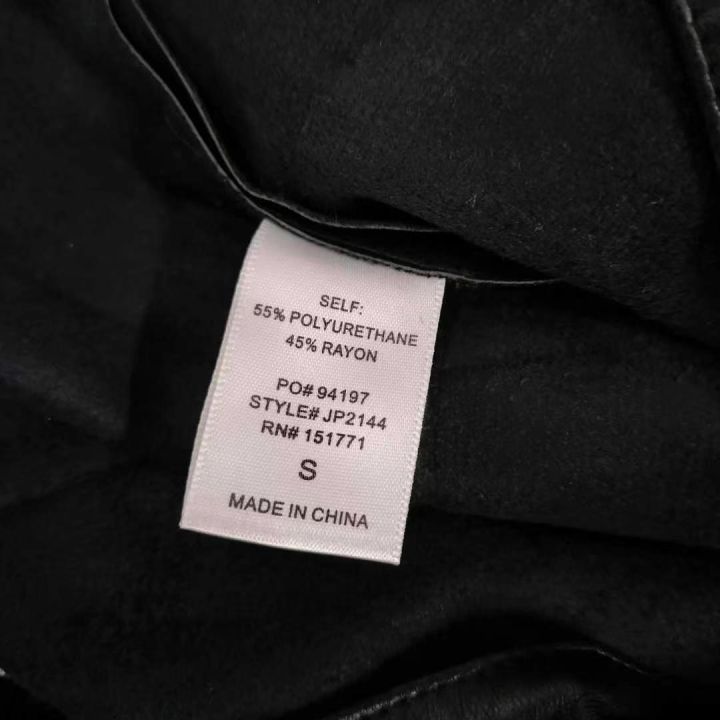 SELF:
55% POLYURETHANE
45% RAYON
PO# 94197
STYLE# JP2144
RN# 151771
S
MADE IN CHINA